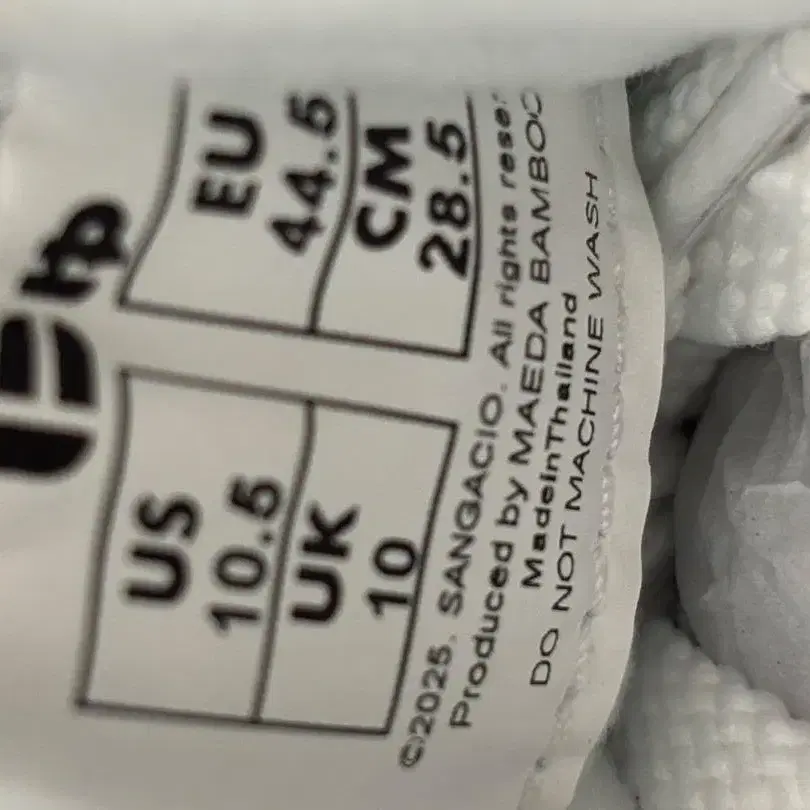 US
10.5
UK
10
EU
44.5
CM
28.5
©2025. SANGACIO. All rights reser
Produced by MAEDA BAMBOO
MadeinThailand
DO NOT MACHINE WASH